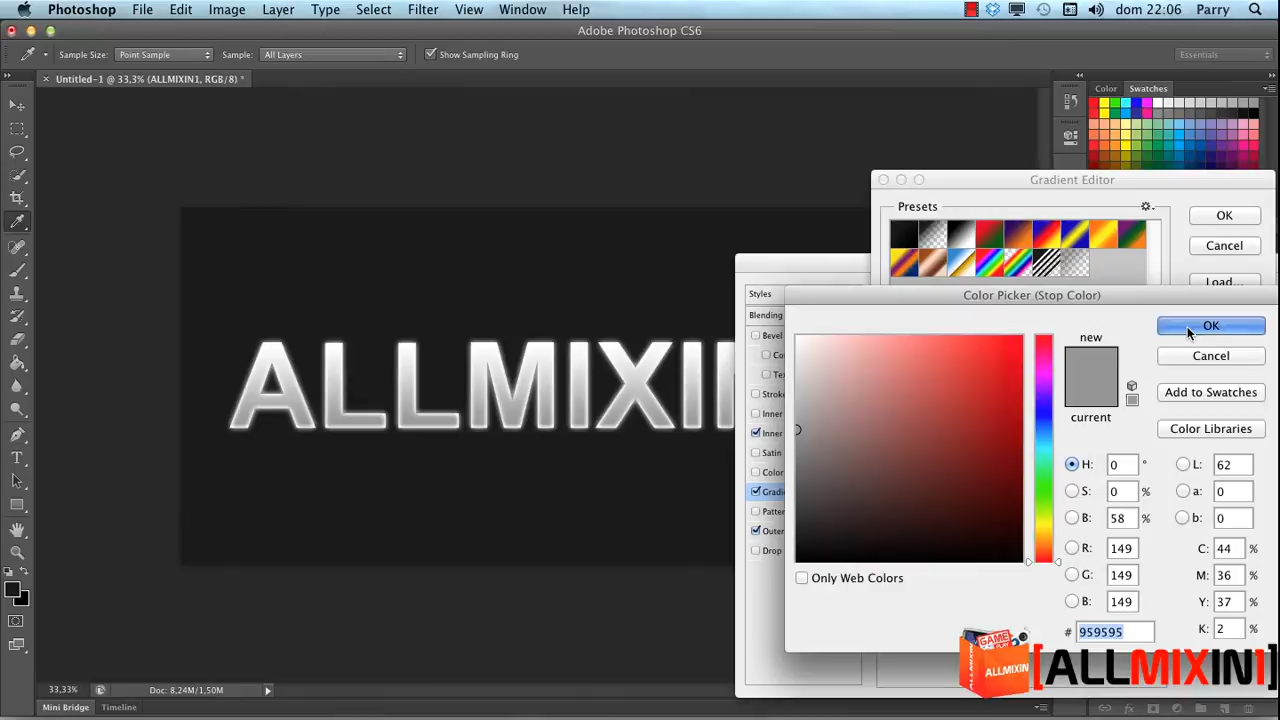 Photoshop File Edit Image Layer Type Select Filter View Window Help dom 22:06 Parry
Adobe Photoshop CS6
Sample Size: Point Sample Sample: All Layers Show Sampling Ring Essentials
Untitled-1 @ 33,3% (ALLMIXIN1, RGB/8) *
Color Swatches
Gradient Editor
Presets
OK
Cancel
Load...
Styles
Blending
Bevel
Stroke
Inner
Inner
Satin
Color
Gradie
Patter
Outer
Drop
Color Picker (Stop Color)
new
current
OK
Cancel
Add to Swatches
Color Libraries
H: 0 ° L: 62
S: 0 % a: 0
B: 58 % b: 0
R: 149 C: 44 %
G: 149 M: 36 %
B: 149 Y: 37 %
# 959595 K: 2 %
Only Web Colors
ALLMIXIN
GAME PLAY
ALLMIXIN
ALLMIXIN
[ALLMIXIN1]
33,33% Doc: 8,24M/1,50M
Mini Bridge Timeline